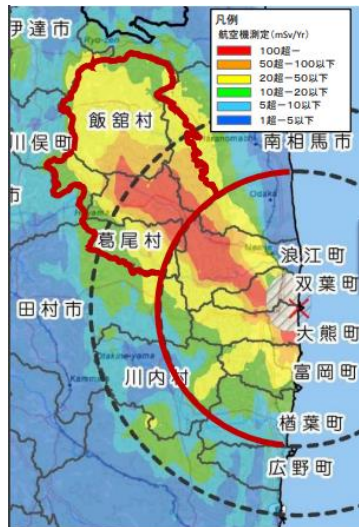 凡例
航空機測定(mSv/Yr)
100超ー
50超ー100以下
20超ー50以下
10超ー20以下
5超ー10以下
1超ー5以下
伊達市
飯舘村
川俣町
市
南相馬市
Odaka
浪江町
葛尾村
双葉町
田村市
大熊町
富岡町
川内村
楢葉町
広野町